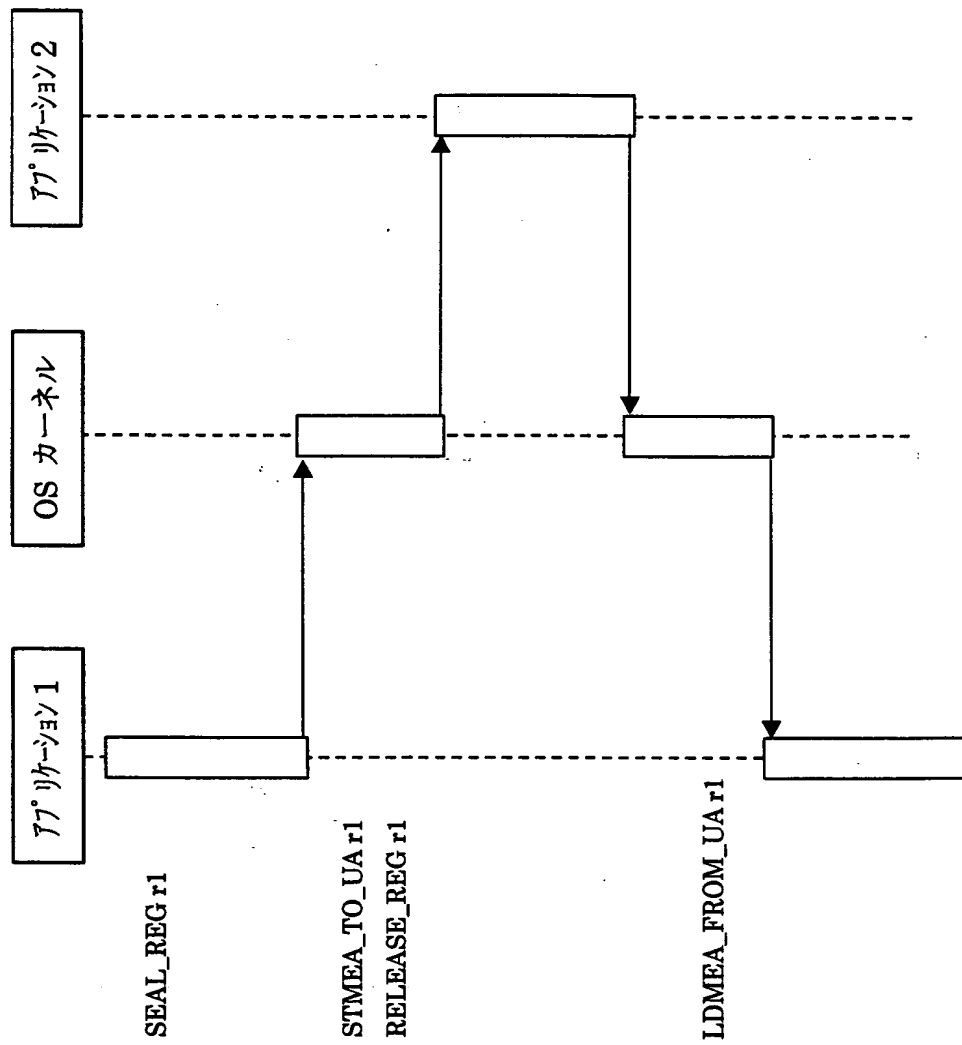 アプリケーション1
OS カーネル
アプリケーション2
SEAL_REG r1
STMEA_TO_UA r1
RELEASE_REG r1
LDMEA_FROM_UA r1